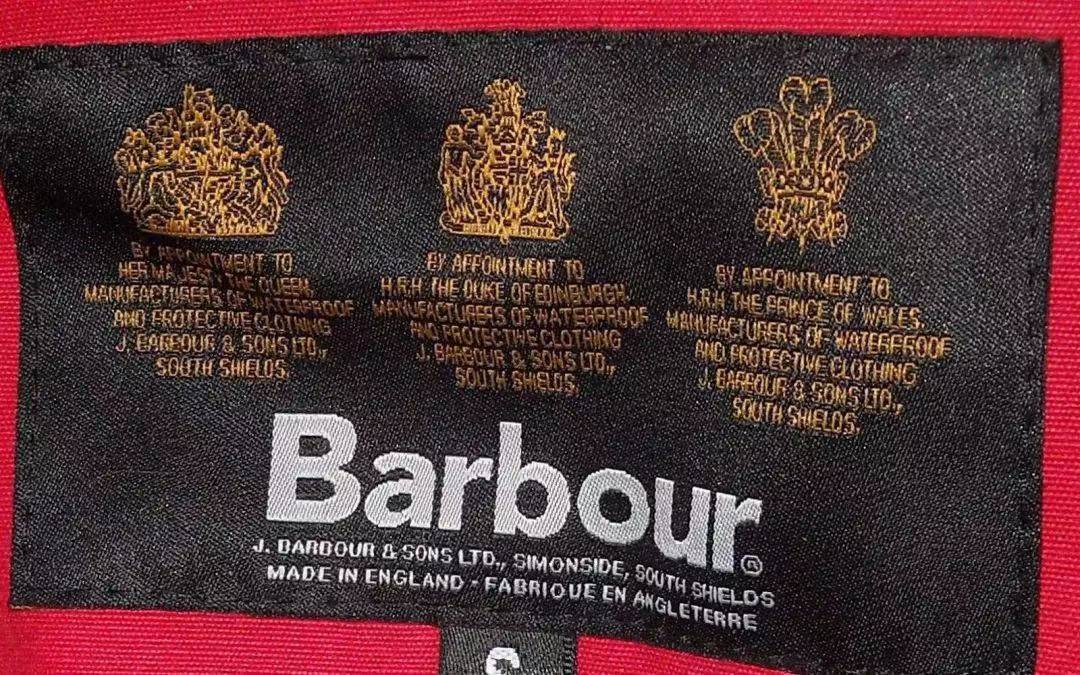 BY APPOINTMENT TO
HER MAJESTY THE QUEEN
MANUFACTURERS OF WATERPROOF
AND PROTECTIVE CLOTHING
J. BARBOUR & SONS LTD.,
SOUTH SHIELDS.
BY APPOINTMENT TO
H.R.H THE DUKE OF EDINBURGH.
MANUFACTURERS OF WATERPROOF
AND PROTECTIVE CLOTHING
J. BARBOUR & SONS LTD.,
SOUTH SHIELDS.
BY APPOINTMENT TO
H.R.H THE PRINCE OF WALES.
MANUFACTURERS OF WATERPROOF
AND PROTECTIVE CLOTHING
J. BARBOUR & SONS LTD.,
SOUTH SHIELDS.
Barbour®
J. BARBOUR & SONS LTD., SIMONSIDE, SOUTH SHIELDS
MADE IN ENGLAND - FABRIQUE EN ANGLETERRE